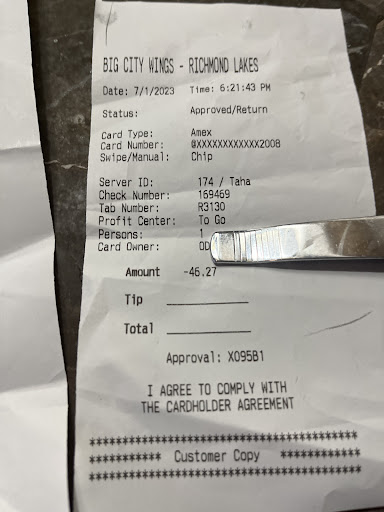 BIG CITY WINGS - RICHMOND LAKES
Date: 7/1/2023 Time: 6:21:43 PM
Status: Approved/Return
Card Type: Amex
Card Number: @XXXXXXXXXXXX2008
Swipe/Manual: Chip
Server ID: 174 / Taha
Check Number: 169469
Tab Number: R3130
Profit Center: To Go
Persons: 1
Card Owner:
Amount -46.27
Tip ____________
Total ____________
Approval: X095B1
I AGREE TO COMPLY WITH
THE CARDHOLDER AGREEMENT
****************************************
*********** Customer Copy ***********
****************************************